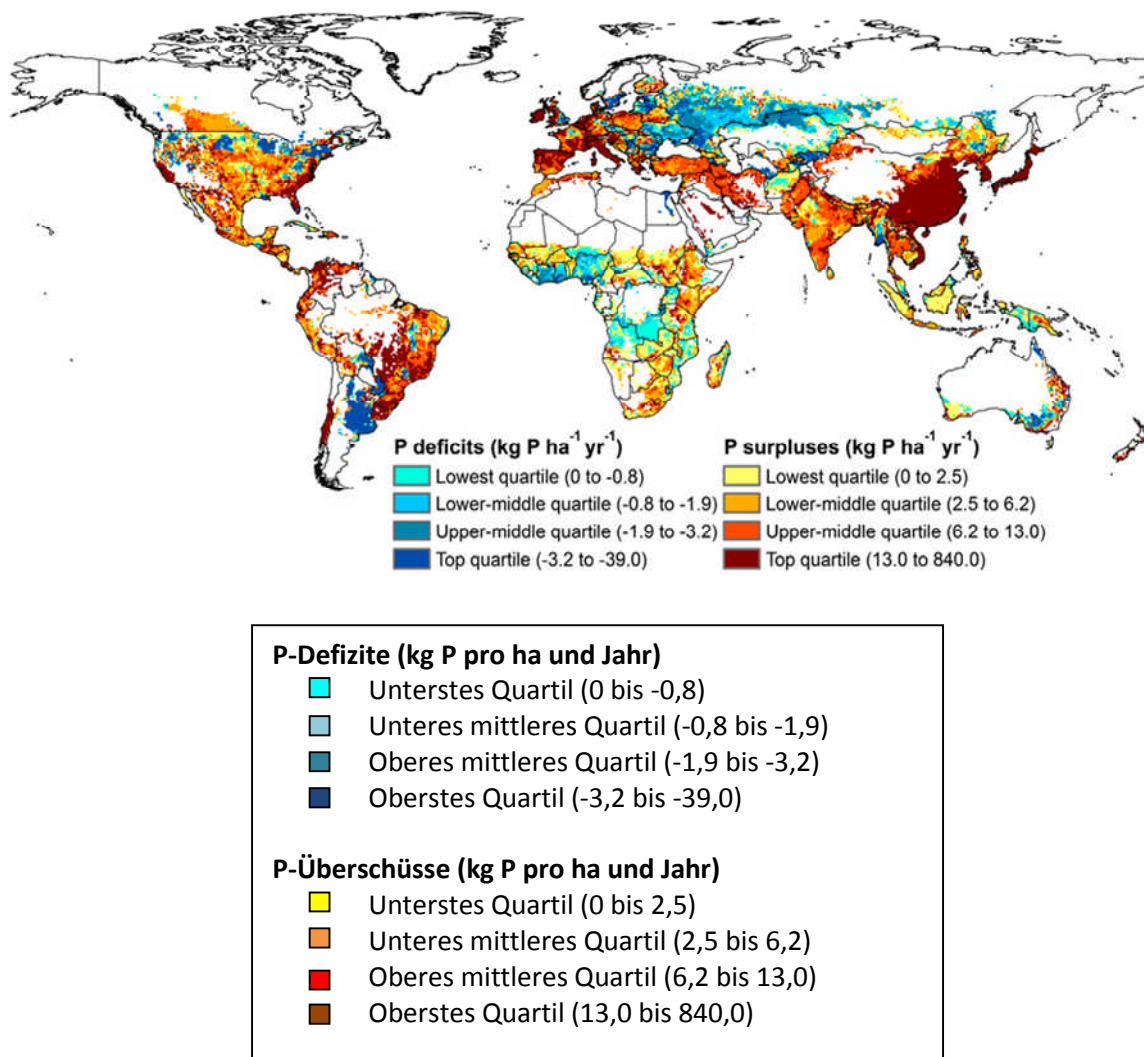 P deficits (kg P ha⁻¹ yr⁻¹)
Lowest quartile (0 to -0.8)
Lower-middle quartile (-0.8 to -1.9)
Upper-middle quartile (-1.9 to -3.2)
Top quartile (-3.2 to -39.0)
P surpluses (kg P ha⁻¹ yr⁻¹)
Lowest quartile (0 to 2.5)
Lower-middle quartile (2.5 to 6.2)
Upper-middle quartile (6.2 to 13.0)
Top quartile (13.0 to 840.0)
P-Defizite (kg P pro ha und Jahr)
Unterstes Quartil (0 bis -0,8)
Unteres mittleres Quartil (-0,8 bis -1,9)
Oberes mittleres Quartil (-1,9 bis -3,2)
Oberstes Quartil (-3,2 bis -39,0)
P-Überschüsse (kg P pro ha und Jahr)
Unterstes Quartil (0 bis 2,5)
Unteres mittleres Quartil (2,5 bis 6,2)
Oberes mittleres Quartil (6,2 bis 13,0)
Oberstes Quartil (13,0 bis 840,0)